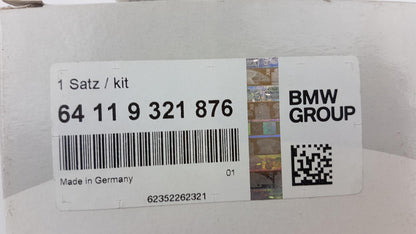 1 Satz / kit
64 11 9 321 876
Made in Germany 01
62352262321
BMW
GROUP